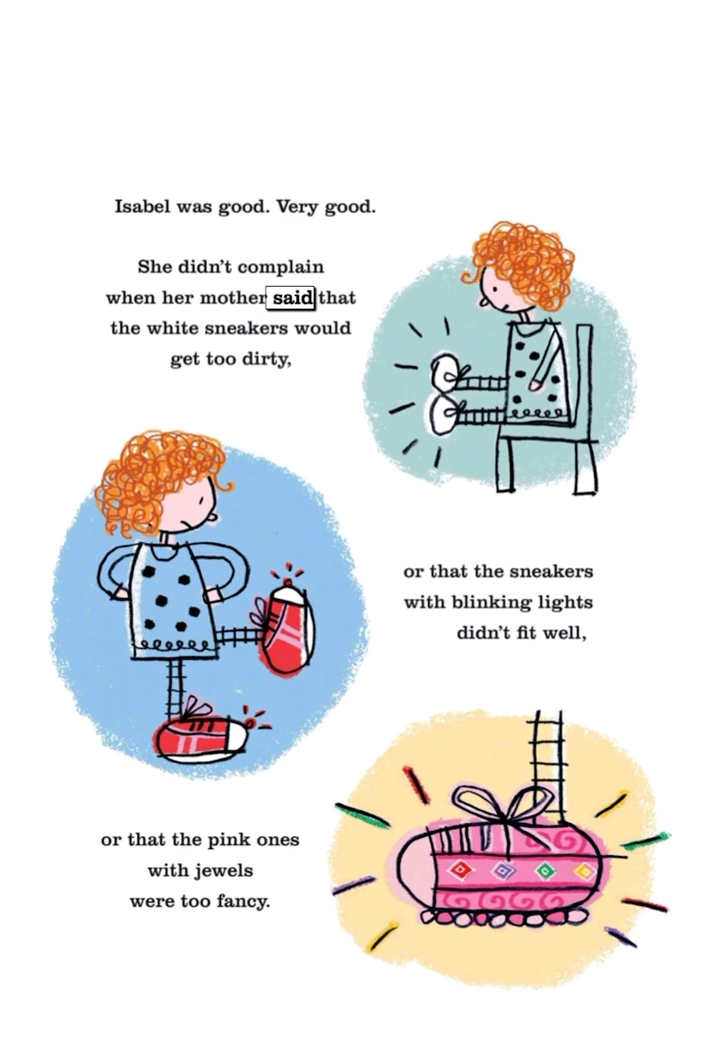 Isabel was good. Very good.
She didn't complain
when her mother said that
the white sneakers would
get too dirty,
or that the sneakers
with blinking lights
didn't fit well,
or that the pink ones
with jewels
were too fancy.